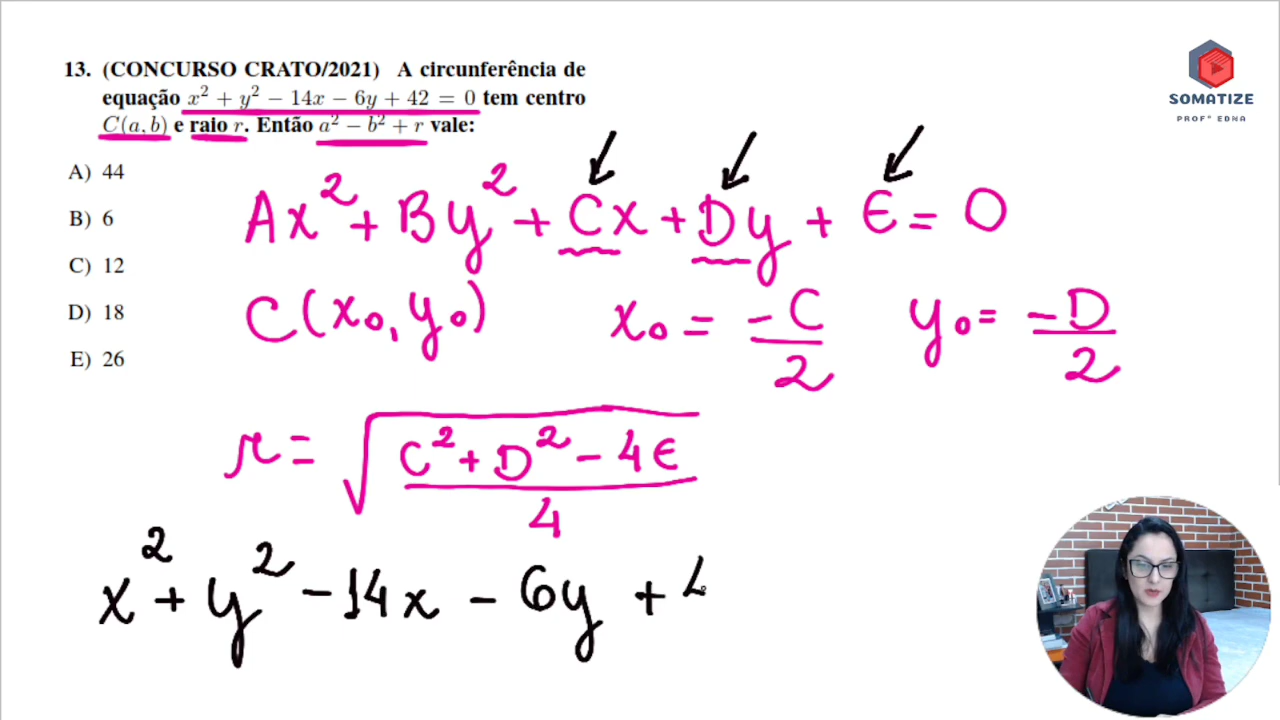 13. (CONCURSO CRATO/2021) A circunferência de
equação x² + y² − 14x − 6y + 42 = 0 tem centro
C(a, b) e raio r. Então a² − b² + r vale:
A) 44
B) 6
C) 12
D) 18
E) 26
SOMATIZE
PROFª EDNA
Ax² + By² + Cx + Dy + E = 0
C(x₀, y₀) x₀ = −C/2 y₀ = −D/2
r = √((C² + D² − 4E)/4)
x² + y² − 14x − 6y + 4